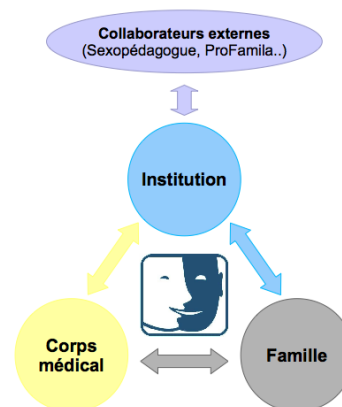 Collaborateurs externes
(Sexopédagogue, ProFamila..)
Institution
Corps
médical
Famille